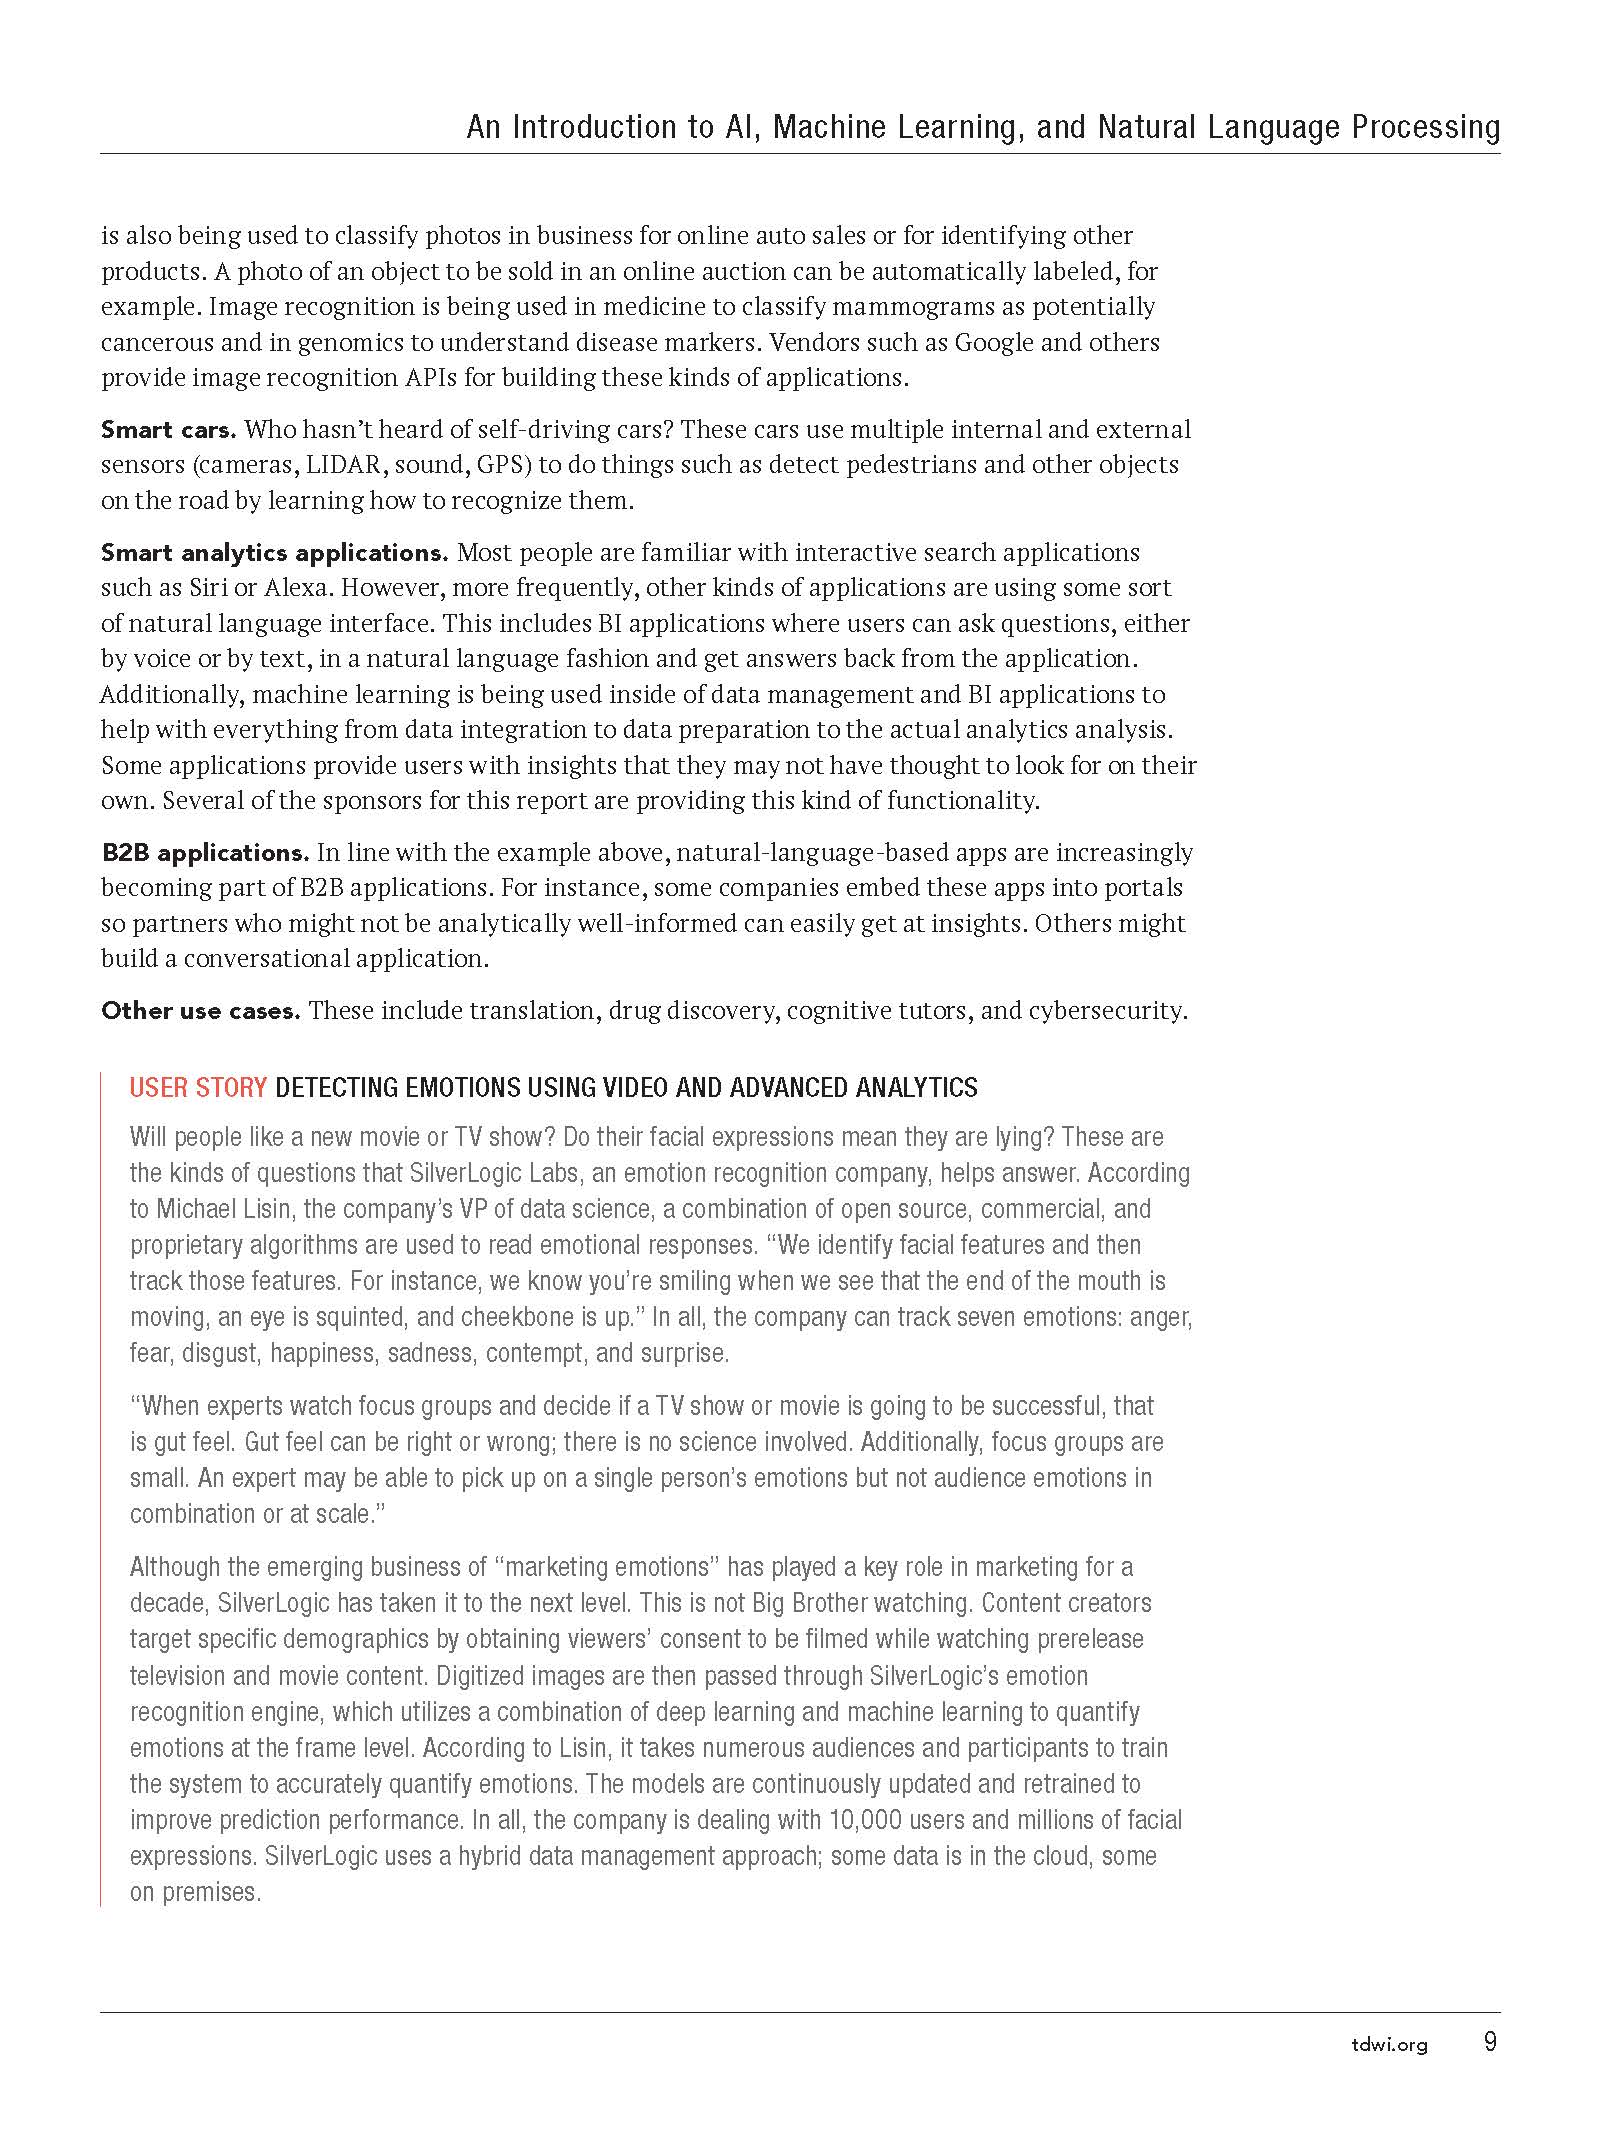 An Introduction to AI, Machine Learning, and Natural Language Processing
is also being used to classify photos in business for online auto sales or for identifying other
products. A photo of an object to be sold in an online auction can be automatically labeled, for
example. Image recognition is being used in medicine to classify mammograms as potentially
cancerous and in genomics to understand disease markers. Vendors such as Google and others
provide image recognition APIs for building these kinds of applications.
Smart cars. Who hasn’t heard of self-driving cars? These cars use multiple internal and external
sensors (cameras, LIDAR, sound, GPS) to do things such as detect pedestrians and other objects
on the road by learning how to recognize them.
Smart analytics applications. Most people are familiar with interactive search applications
such as Siri or Alexa. However, more frequently, other kinds of applications are using some sort
of natural language interface. This includes BI applications where users can ask questions, either
by voice or by text, in a natural language fashion and get answers back from the application.
Additionally, machine learning is being used inside of data management and BI applications to
help with everything from data integration to data preparation to the actual analytics analysis.
Some applications provide users with insights that they may not have thought to look for on their
own. Several of the sponsors for this report are providing this kind of functionality.
B2B applications. In line with the example above, natural-language-based apps are increasingly
becoming part of B2B applications. For instance, some companies embed these apps into portals
so partners who might not be analytically well-informed can easily get at insights. Others might
build a conversational application.
Other use cases. These include translation, drug discovery, cognitive tutors, and cybersecurity.
USER STORY DETECTING EMOTIONS USING VIDEO AND ADVANCED ANALYTICS
Will people like a new movie or TV show? Do their facial expressions mean they are lying? These are
the kinds of questions that SilverLogic Labs, an emotion recognition company, helps answer. According
to Michael Lisin, the company’s VP of data science, a combination of open source, commercial, and
proprietary algorithms are used to read emotional responses. “We identify facial features and then
track those features. For instance, we know you’re smiling when we see that the end of the mouth is
moving, an eye is squinted, and cheekbone is up.” In all, the company can track seven emotions: anger,
fear, disgust, happiness, sadness, contempt, and surprise.
“When experts watch focus groups and decide if a TV show or movie is going to be successful, that
is gut feel. Gut feel can be right or wrong; there is no science involved. Additionally, focus groups are
small. An expert may be able to pick up on a single person’s emotions but not audience emotions in
combination or at scale.”
Although the emerging business of “marketing emotions” has played a key role in marketing for a
decade, SilverLogic has taken it to the next level. This is not Big Brother watching. Content creators
target specific demographics by obtaining viewers’ consent to be filmed while watching prerelease
television and movie content. Digitized images are then passed through SilverLogic’s emotion
recognition engine, which utilizes a combination of deep learning and machine learning to quantify
emotions at the frame level. According to Lisin, it takes numerous audiences and participants to train
the system to accurately quantify emotions. The models are continuously updated and retrained to
improve prediction performance. In all, the company is dealing with 10,000 users and millions of facial
expressions. SilverLogic uses a hybrid data management approach; some data is in the cloud, some
on premises.
tdwi.org 9